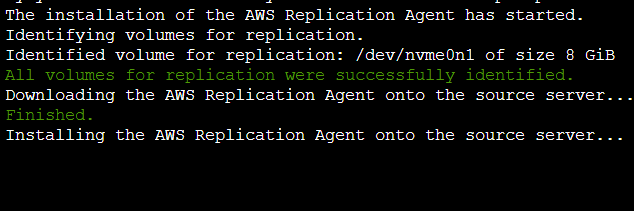 The installation of the AWS Replication Agent has started.
Identifying volumes for replication.
Identified volume for replication: /dev/nvme0n1 of size 8 GiB
All volumes for replication were successfully identified.
Downloading the AWS Replication Agent onto the source server...
Finished.
Installing the AWS Replication Agent onto the source server...